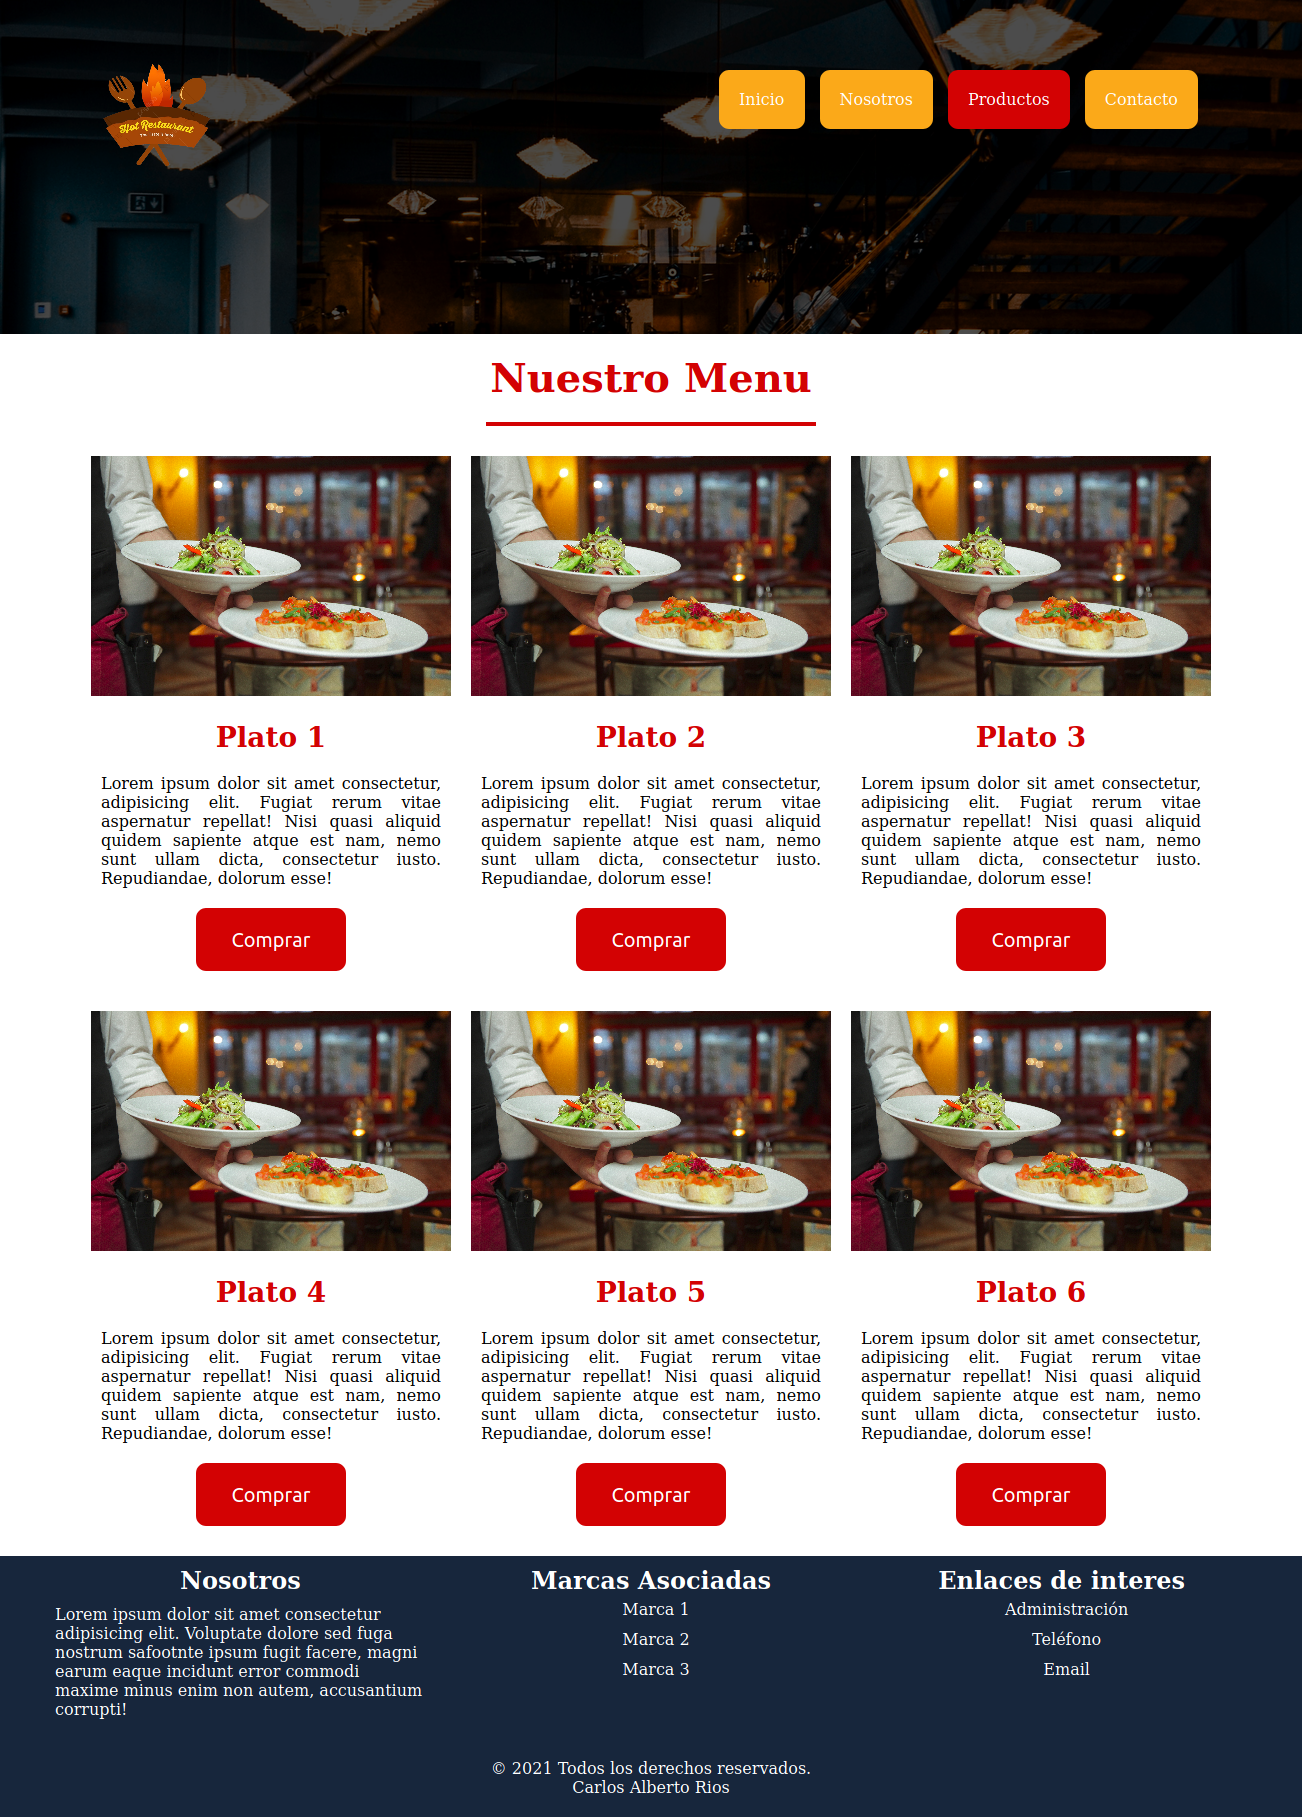 Hot Restaurant
Inicio
Nosotros
Productos
Contacto
Nuestro Menu
Plato 1
Lorem ipsum dolor sit amet consectetur,
adipisicing elit. Fugiat rerum vitae
aspernatur repellat! Nisi quasi aliquid
quidem sapiente atque est nam, nemo
sunt ullam dicta, consectetur iusto.
Repudiandae, dolorum esse!
Comprar
Plato 2
Lorem ipsum dolor sit amet consectetur,
adipisicing elit. Fugiat rerum vitae
aspernatur repellat! Nisi quasi aliquid
quidem sapiente atque est nam, nemo
sunt ullam dicta, consectetur iusto.
Repudiandae, dolorum esse!
Comprar
Plato 3
Lorem ipsum dolor sit amet consectetur,
adipisicing elit. Fugiat rerum vitae
aspernatur repellat! Nisi quasi aliquid
quidem sapiente atque est nam, nemo
sunt ullam dicta, consectetur iusto.
Repudiandae, dolorum esse!
Comprar
Plato 4
Lorem ipsum dolor sit amet consectetur,
adipisicing elit. Fugiat rerum vitae
aspernatur repellat! Nisi quasi aliquid
quidem sapiente atque est nam, nemo
sunt ullam dicta, consectetur iusto.
Repudiandae, dolorum esse!
Comprar
Plato 5
Lorem ipsum dolor sit amet consectetur,
adipisicing elit. Fugiat rerum vitae
aspernatur repellat! Nisi quasi aliquid
quidem sapiente atque est nam, nemo
sunt ullam dicta, consectetur iusto.
Repudiandae, dolorum esse!
Comprar
Plato 6
Lorem ipsum dolor sit amet consectetur,
adipisicing elit. Fugiat rerum vitae
aspernatur repellat! Nisi quasi aliquid
quidem sapiente atque est nam, nemo
sunt ullam dicta, consectetur iusto.
Repudiandae, dolorum esse!
Comprar
Nosotros
Lorem ipsum dolor sit amet consectetur
adipisicing elit. Voluptate dolore sed fuga
nostrum safootnte ipsum fugit facere, magni
earum eaque incidunt error commodi
maxime minus enim non autem, accusantium
corrupti!
Marcas Asociadas
Marca 1
Marca 2
Marca 3
Enlaces de interes
Administración
Teléfono
Email
© 2021 Todos los derechos reservados.
Carlos Alberto Rios